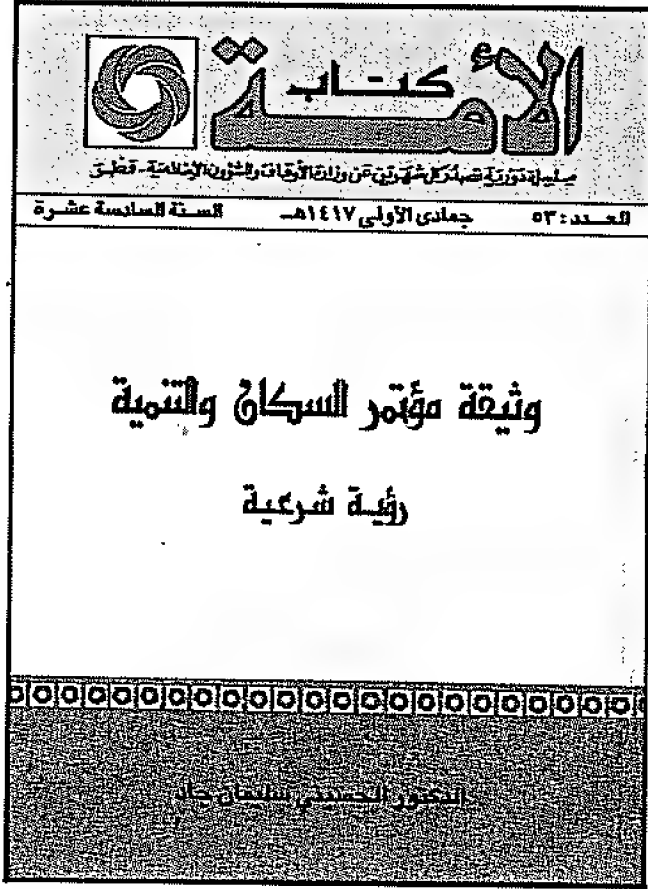 كتاب
الأمة
سلسلة دورية تصدر كل شهرين عن وزارة الأوقاف والشؤون الإسلامية - قطر
العدد: ٥٣ جمادى الأولى ١٤١٧هـ السنة السادسة عشرة
وثيقة مؤتمر السكان والتنمية
رؤية شرعية
الدكتور الحسيني سليمان جاد